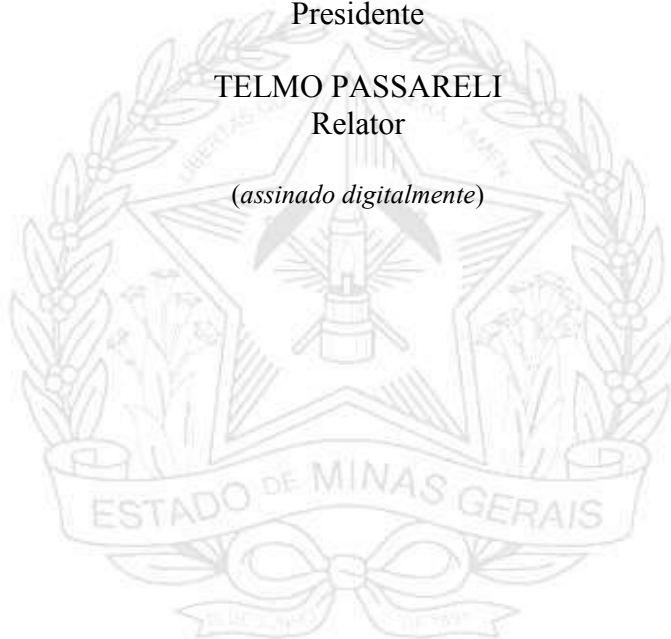 Presidente
TELMO PASSARELI
Relator
(assinado digitalmente)
ESTADO DE MINAS GERAIS